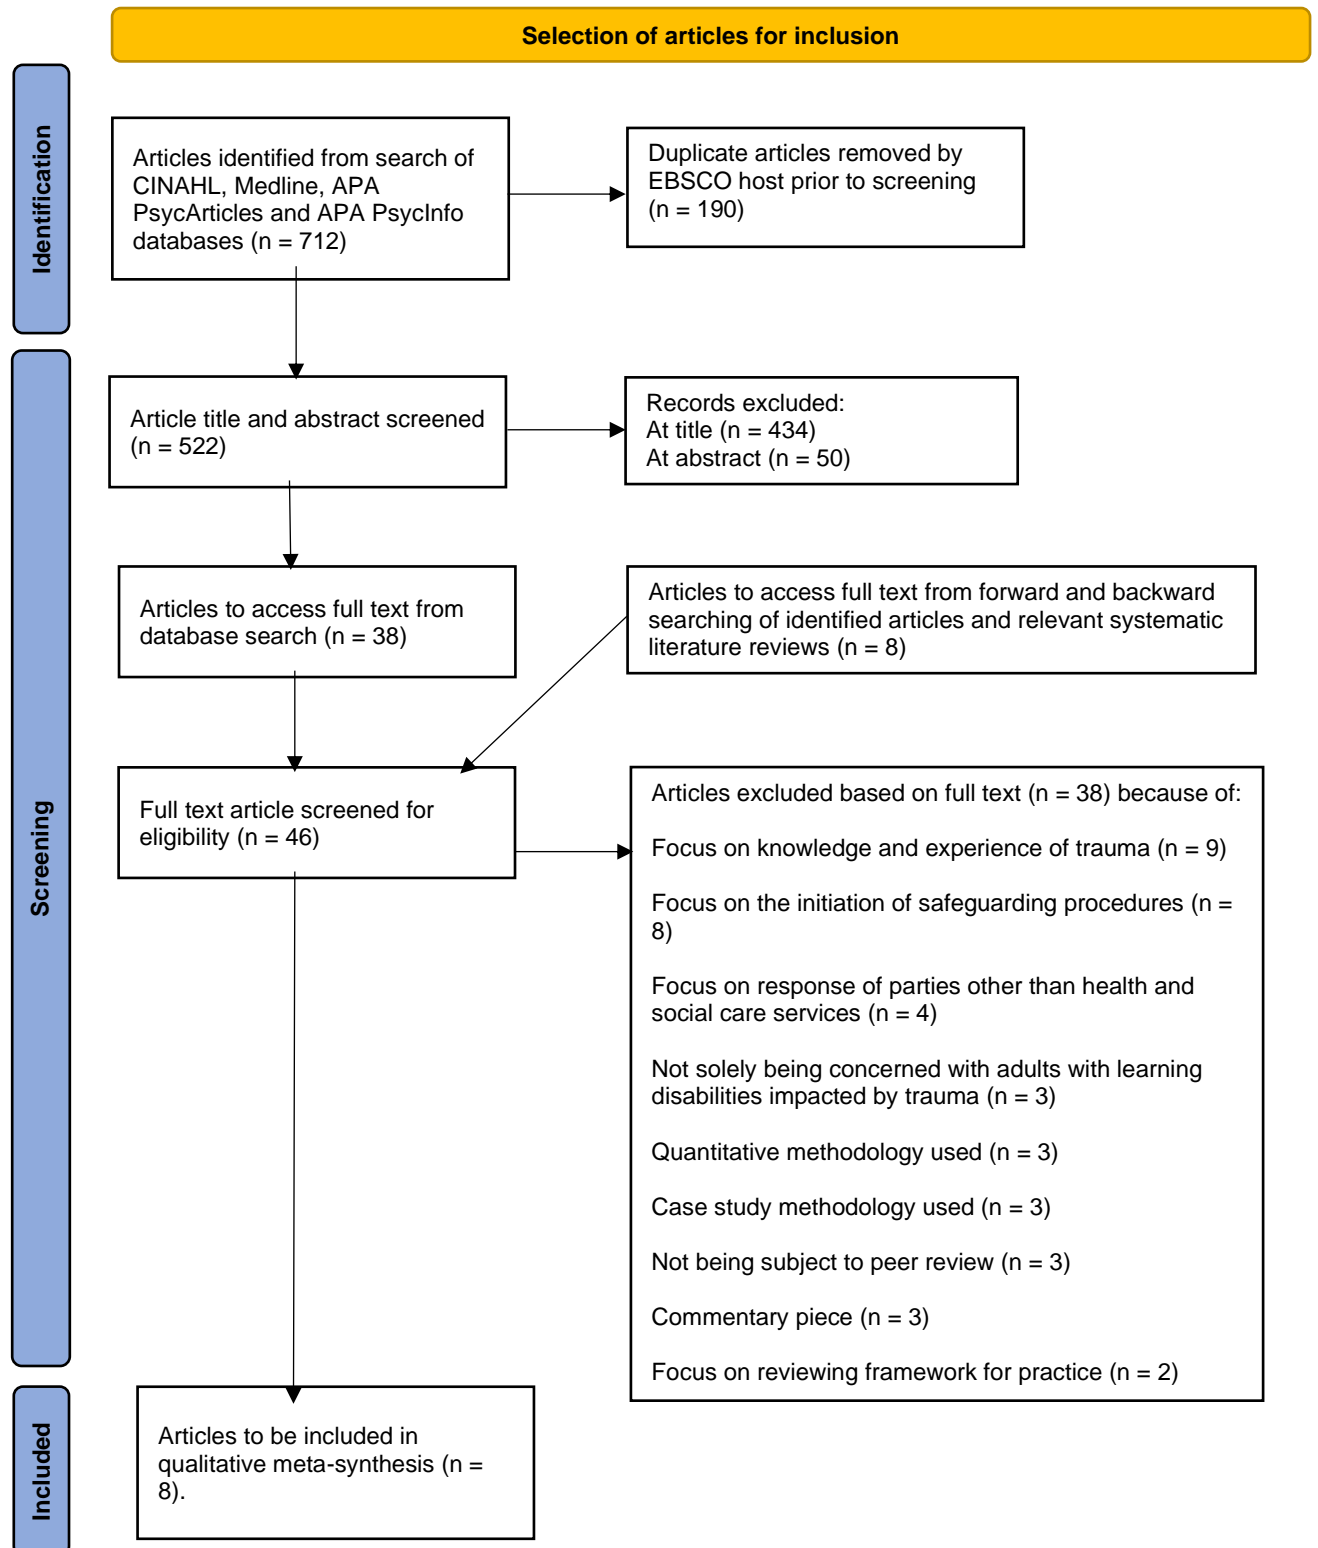 Selection of articles for inclusion
Identification
Articles identified from search of
CINAHL, Medline, APA
PsycArticles and APA PsycInfo
databases (n = 712)
Duplicate articles removed by
EBSCO host prior to screening
(n = 190)
Screening
Article title and abstract screened
(n = 522)
Records excluded:
At title (n = 434)
At abstract (n = 50)
Articles to access full text from
database search (n = 38)
Articles to access full text from forward and backward
searching of identified articles and relevant systematic
literature reviews (n = 8)
Full text article screened for
eligibility (n = 46)
Articles excluded based on full text (n = 38) because of:
Focus on knowledge and experience of trauma (n = 9)
Focus on the initiation of safeguarding procedures (n =
8)
Focus on response of parties other than health and
social care services (n = 4)
Not solely being concerned with adults with learning
disabilities impacted by trauma (n = 3)
Quantitative methodology used (n = 3)
Case study methodology used (n = 3)
Not being subject to peer review (n = 3)
Commentary piece (n = 3)
Focus on reviewing framework for practice (n = 2)
Included
Articles to be included in
qualitative meta-synthesis (n =
8).